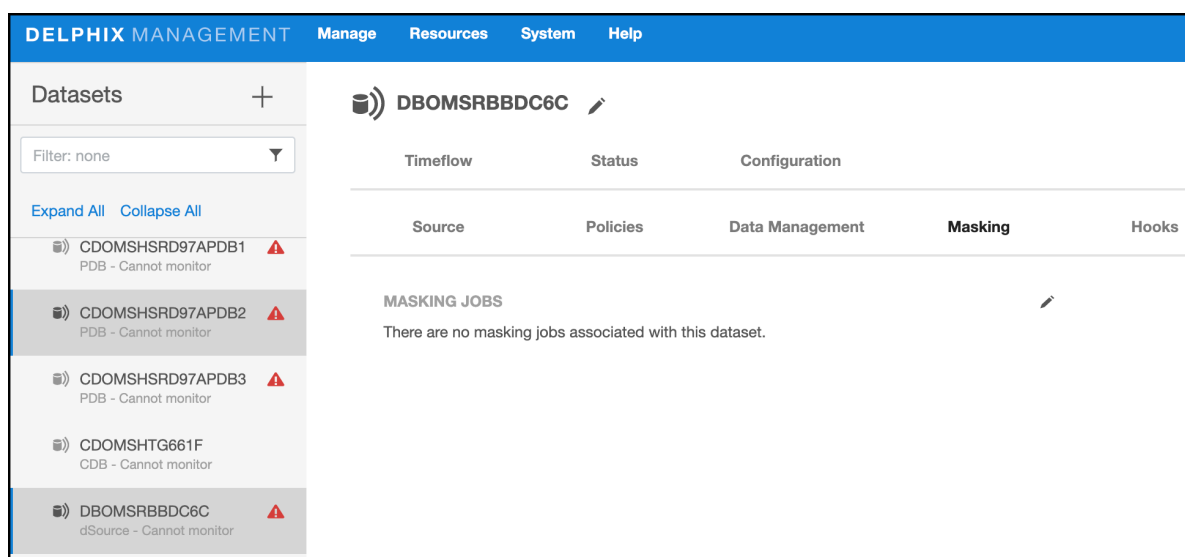 DELPHIX MANAGEMENT Manage Resources System Help
Datasets
Filter: none
Expand All Collapse All
CDOMSHSRD97APDB1
PDB - Cannot monitor
CDOMSHSRD97APDB2
PDB - Cannot monitor
CDOMSHSRD97APDB3
PDB - Cannot monitor
CDOMSHTG661F
CDB - Cannot monitor
DBOMSRBBDC6C
dSource - Cannot monitor
DBOMSRBBDC6C
Timeflow Status Configuration
Source Policies Data Management Masking Hooks
MASKING JOBS
There are no masking jobs associated with this dataset.